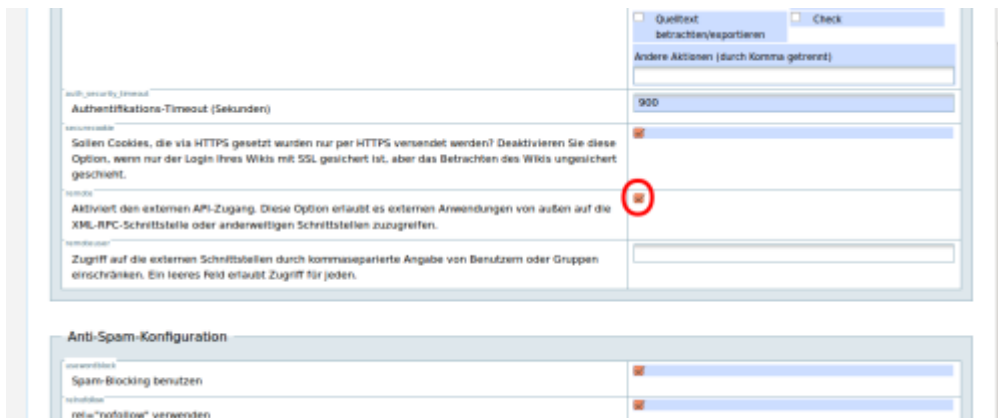 Quelltext
betrachten/exportieren
Check
Andere Aktionen (durch Komma getrennt)
auth_security_timeout
Authentifikations-Timeout (Sekunden)
900
securecookie
Sollen Cookies, die via HTTPS gesetzt wurden nur per HTTPS versendet werden? Deaktivieren Sie diese
Option, wenn nur der Login Ihres Wikis mit SSL gesichert ist, aber das Betrachten des Wikis ungesichert
geschieht.
remote
Aktiviert den externen API-Zugang. Diese Option erlaubt es externen Anwendungen von außen auf die
XML-RPC-Schnittstelle oder anderweitigen Schnittstellen zuzugreifen.
remoteuser
Zugriff auf die externen Schnittstellen durch kommaseparierte Angabe von Benutzern oder Gruppen
einschränken. Ein leeres Feld erlaubt Zugriff für jeden.
Anti-Spam-Konfiguration
usewordblock
Spam-Blocking benutzen
relnofollow
rel="nofollow" verwenden